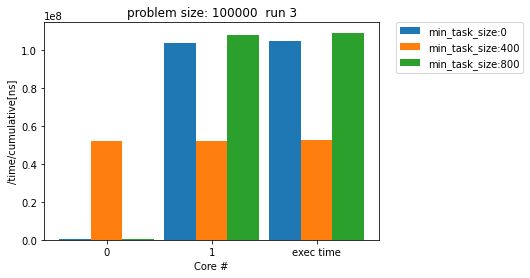 problem size: 100000  run 3
1e8
1.0
0.8
0.6
0.4
0.2
0.0
/time/cumulative[ns]
0
1
exec time
Core #
min_task_size:0
min_task_size:400
min_task_size:800